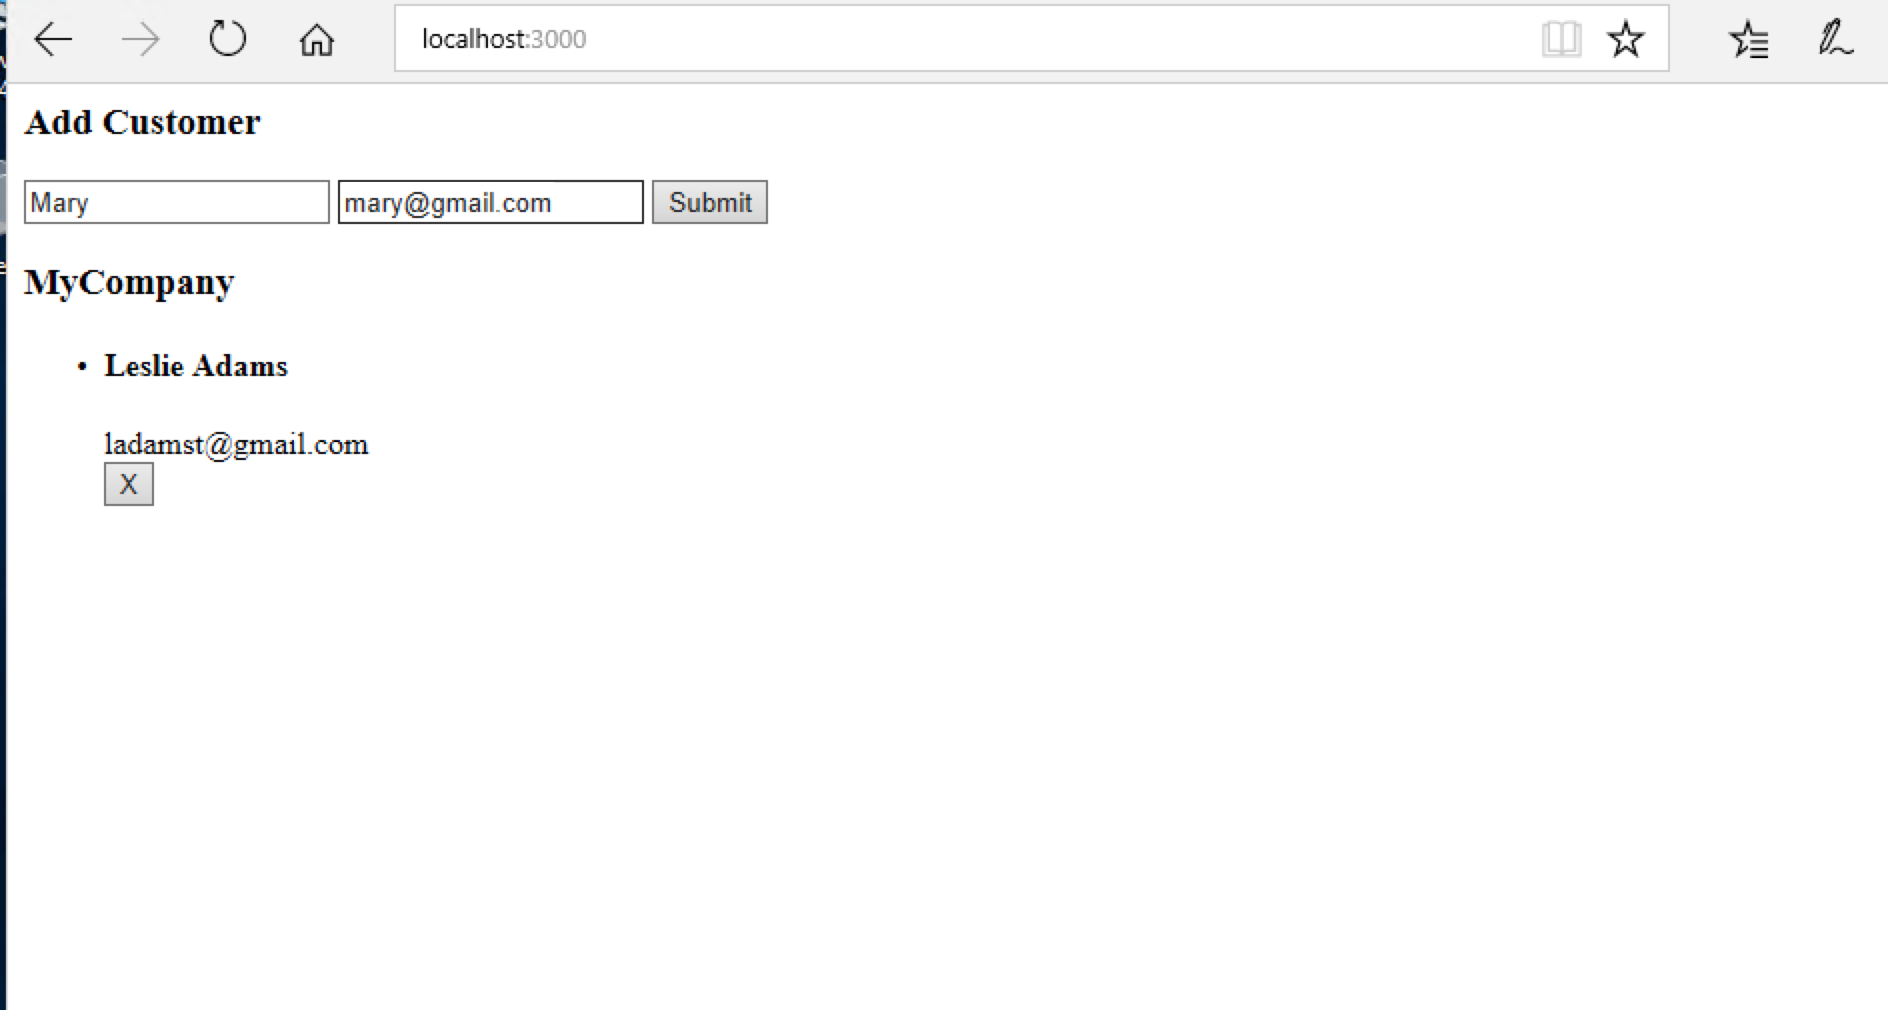 localhost:3000
Add Customer
Mary mary@gmail.com Submit
MyCompany
• Leslie Adams
ladamst@gmail.com
X